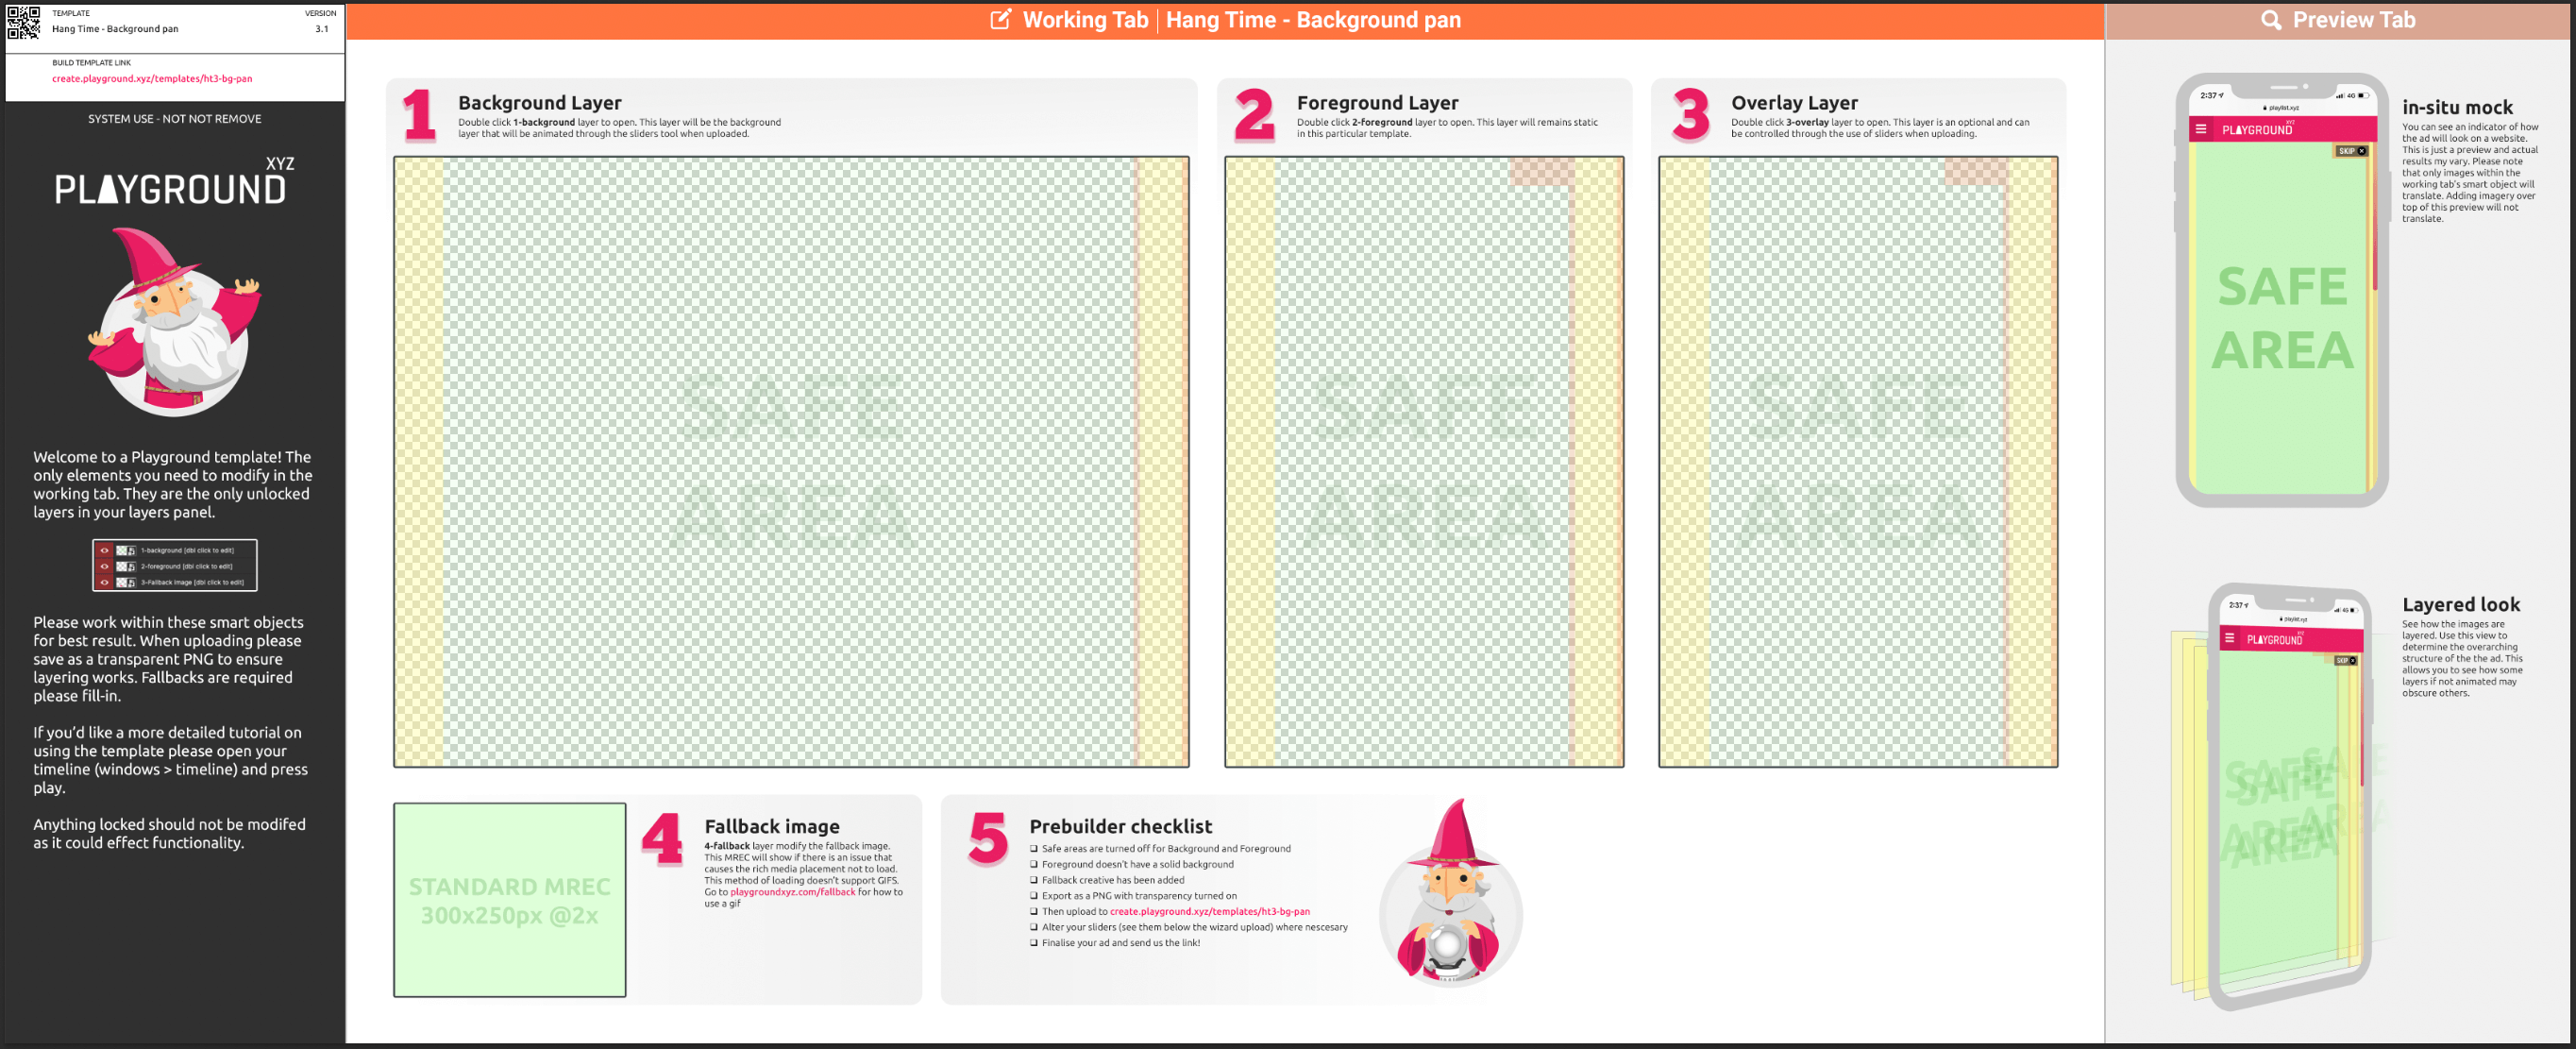 TEMPLATE
VERSION
Hang Time - Background pan
3.1
BUILD TEMPLATE LINK
create.playground.xyz/templates/ht3-bg-pan
SYSTEM USE - NOT NOT REMOVE
PLAYGROUND XYZ
Welcome to a Playground template! The
only elements you need to modify in the
working tab. They are the only unlocked
layers in your layers panel.
1-background [dbl click to edit]
2-foreground [dbl click to edit]
3-Fallback image [dbl click to edit]
Please work within these smart objects
for best result. When uploading please
save as a transparent PNG to ensure
layering works. Fallbacks are required
please fill-in.
If you'd like a more detailed tutorial on
using the template please open your
timeline (windows > timeline) and press
play.
Anything locked should not be modifed
as it could effect functionality.
Working Tab | Hang Time - Background pan
1
Background Layer
Double click 1-background layer to open. This layer will be the background
layer that will be animated through the sliders tool when uploaded.
SAFE
AREA
2
Foreground Layer
Double click 2-foreground layer to open. This layer will remains static
in this particular template.
SAFE
AREA
3
Overlay Layer
Double click 3-overlay layer to open. This layer is an optional and can
be controlled through the use of sliders when uploading.
SAFE
AREA
STANDARD MREC
300x250px @2x
4
Fallback image
4-fallback layer modify the fallback image.
This MREC will show if there is an issue that
causes the rich media placement not to load.
This method of loading doesn't support GIFS.
Go to playgroundxyz.com/fallback for how to
use a gif
5
Prebuilder checklist
❏ Safe areas are turned off for Background and Foreground
❏ Foreground doesn't have a solid background
❏ Fallback creative has been added
❏ Export as a PNG with transparency turned on
❏ Then upload to create.playground.xyz/templates/ht3-bg-pan
❏ Alter your sliders (see them below the wizard upload) where nescesary
❏ Finalise your ad and send us the link!
Preview Tab
2:37
4G
playlist.xyz
PLAYGROUND XYZ
SKIP
SAFE
AREA
in-situ mock
You can see an indicator of how
the ad will look on a website.
This is just a preview and actual
results my vary. Please note
that only images within the
working tab's smart object will
translate. Adding imagery over
top of this preview will not
translate.
2:37
playlist.xyz
PLAYGROUND XYZ
SKIP
SAFE
AREA
Layered look
See how the images are
layered. Use this view to
determine the overarching
structure of the the ad. This
allows you to see how some
layers if not animated may
obscure others.